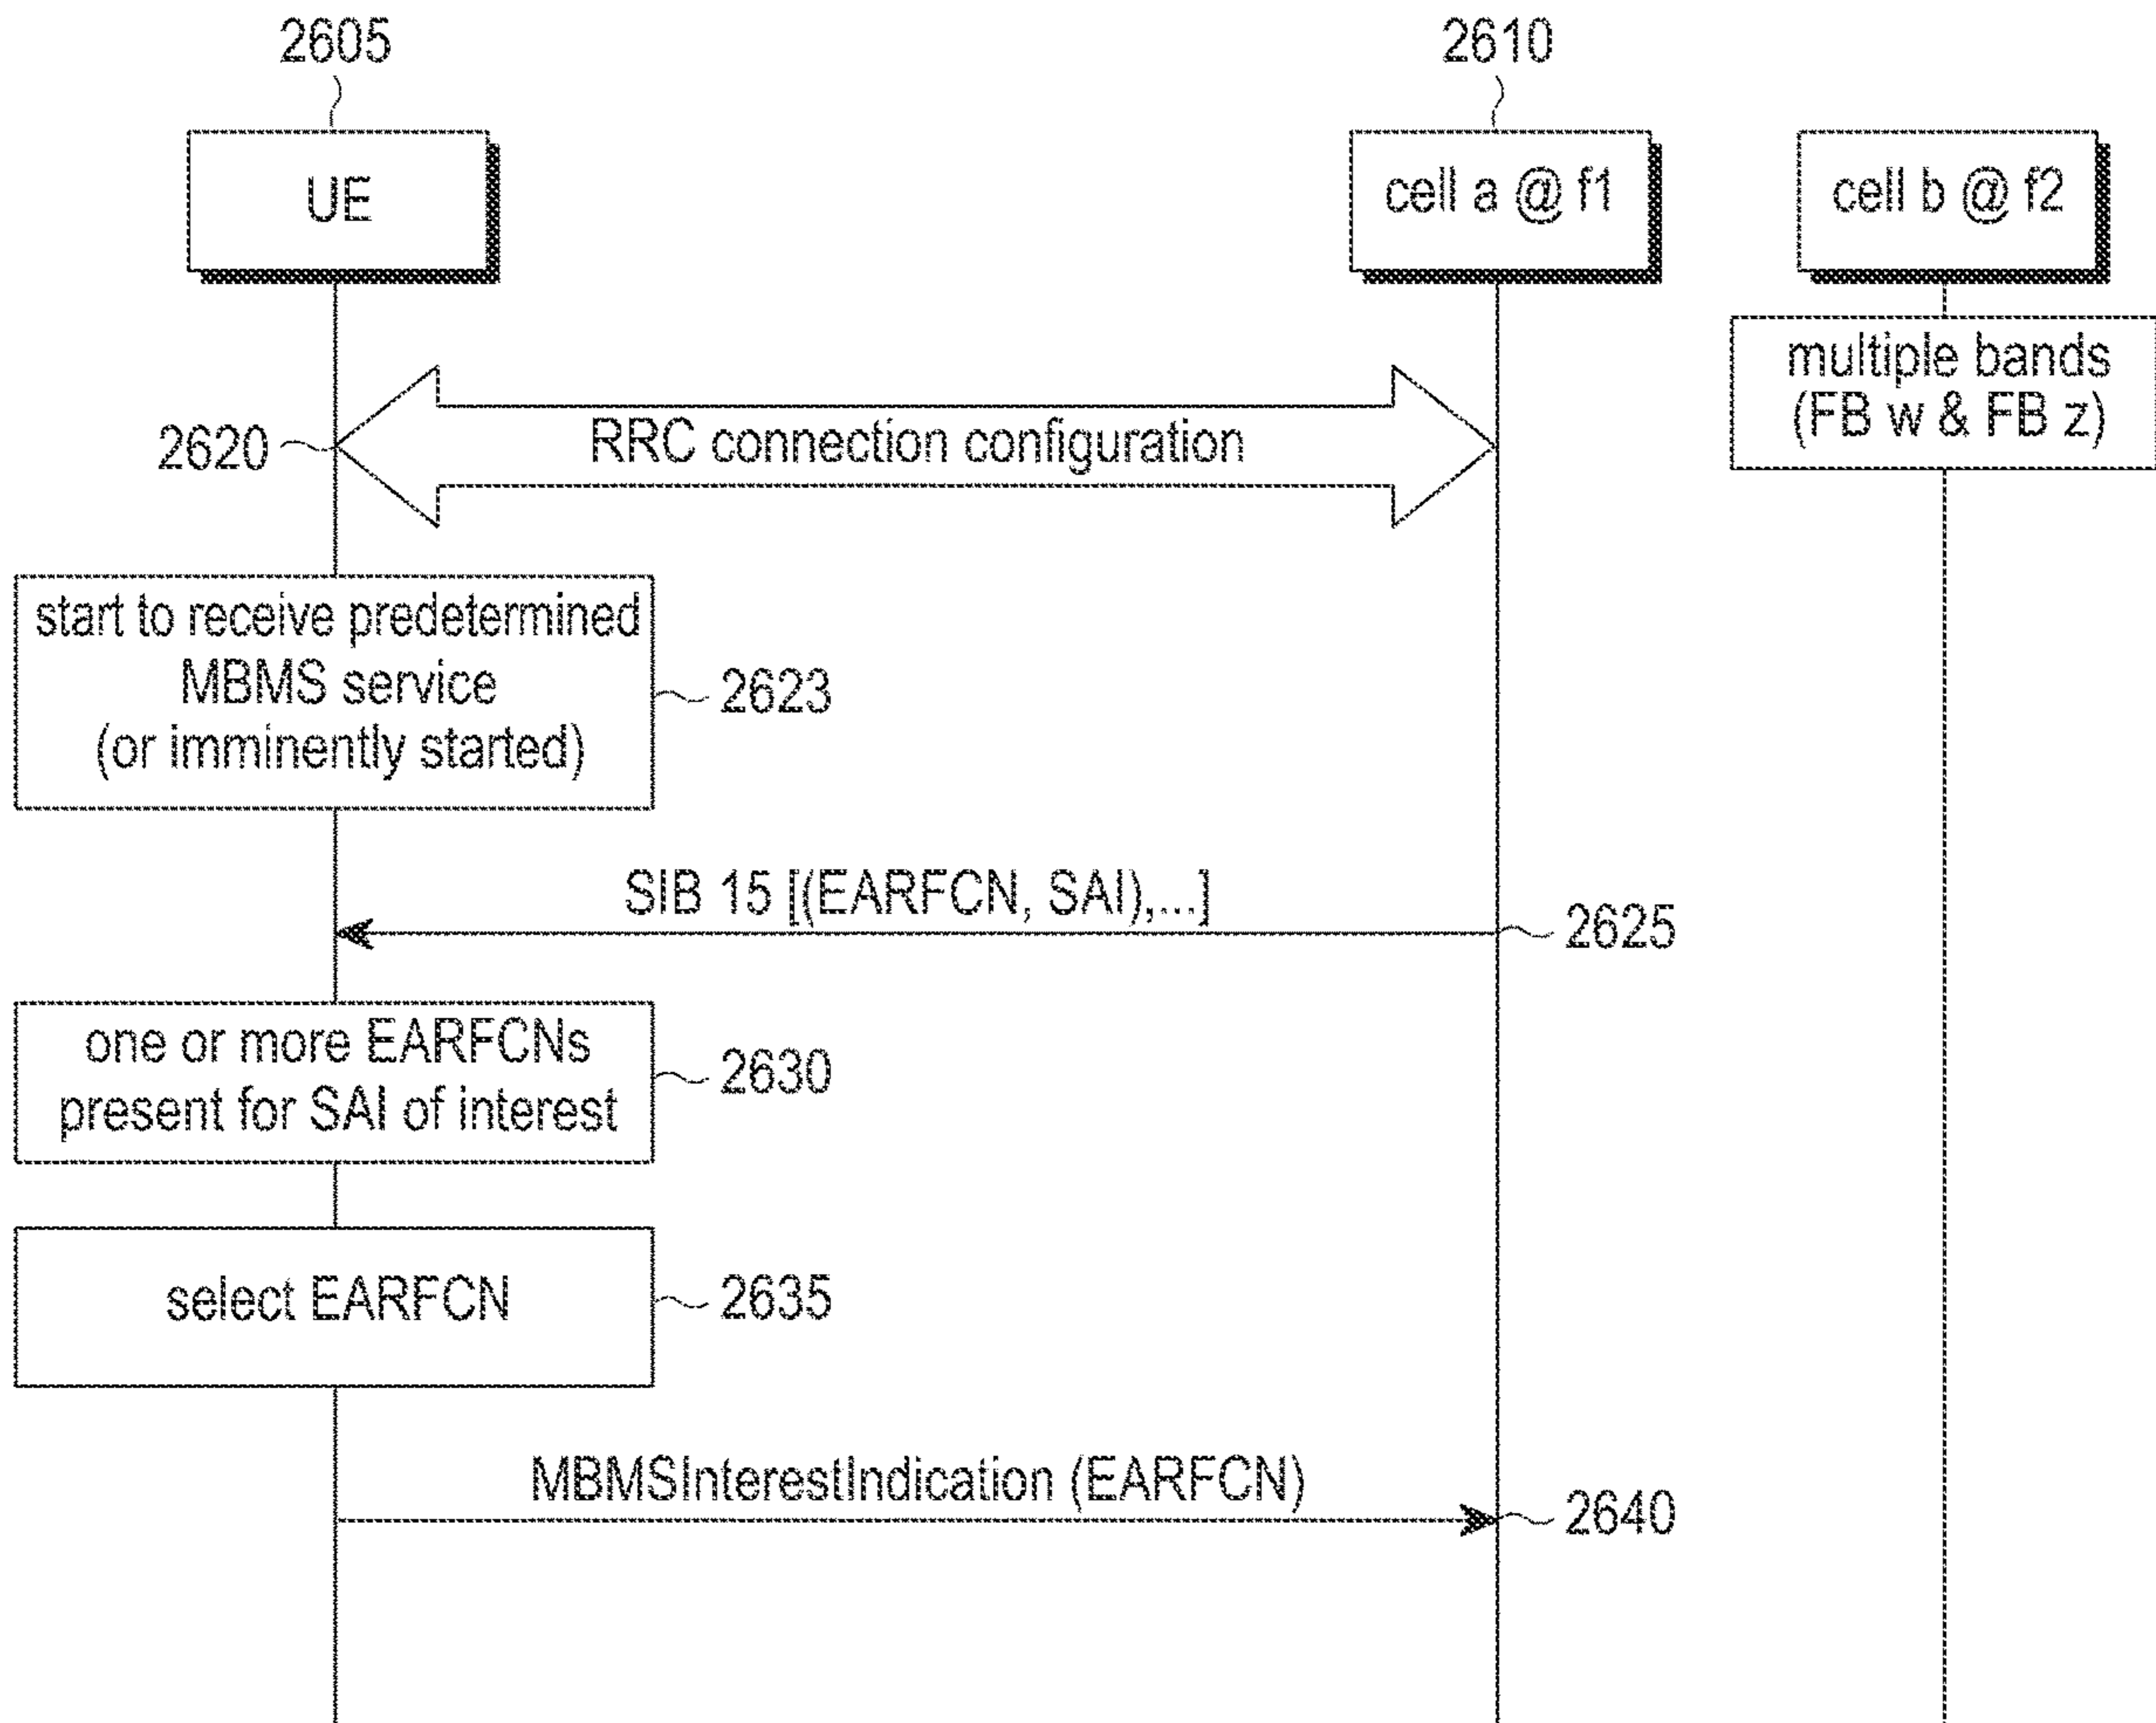 2605
2610
UE
cell a @ f1
cell b @ f2
multiple bands
(FB w & FB z)
RRC connection configuration
2620
start to receive predetermined
MBMS service
(or imminently started)
2623
SIB 15 [(EARFCN, SAI),...]
2625
one or more EARFCNs
present for SAI of interest
2630
select EARFCN
2635
MBMSInterestIndication (EARFCN)
2640